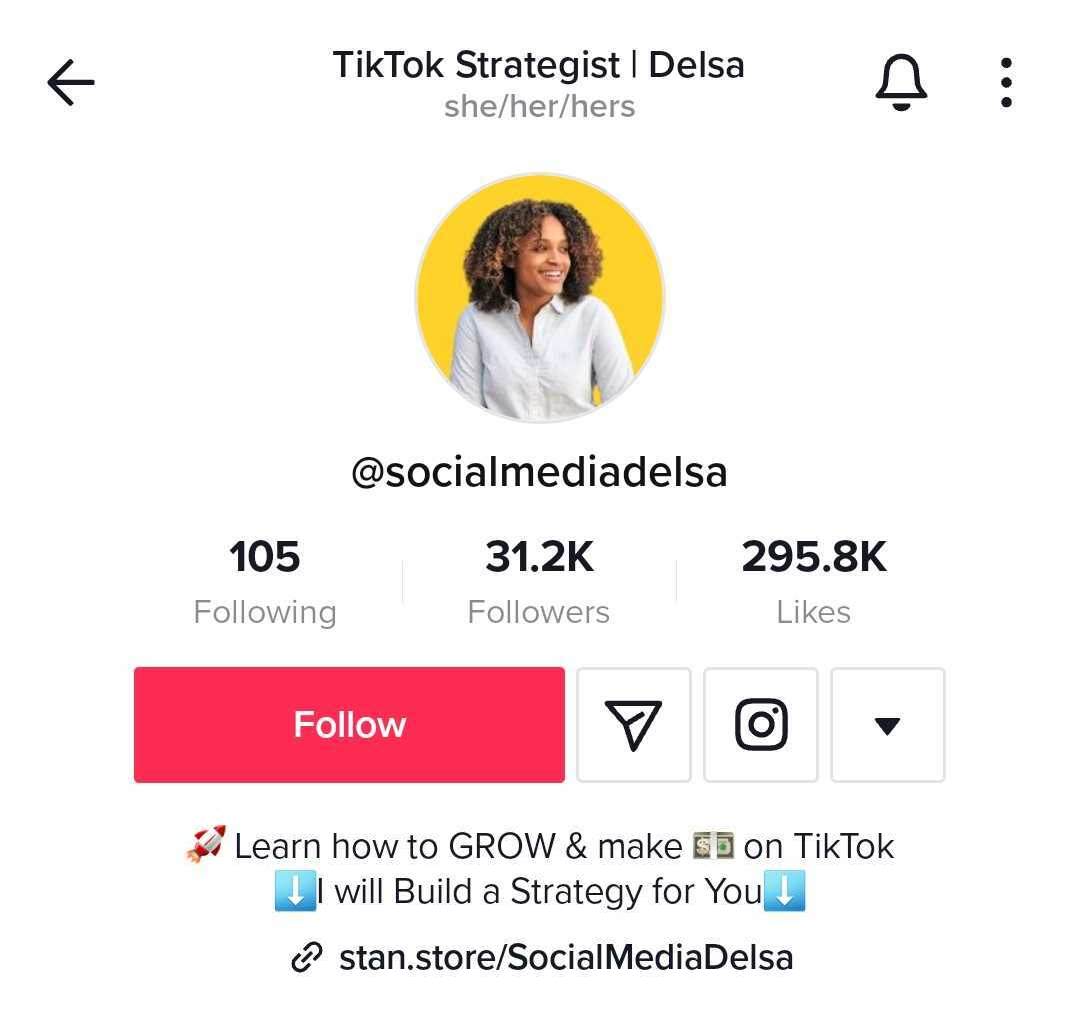 TikTok Strategist | Delsa
she/her/hers
@socialmediadelsa
105 31.2K 295.8K
Following Followers Likes
Follow
🚀 Learn how to GROW & make 💵 on TikTok
⬇️I will Build a Strategy for You⬇️
stan.store/SocialMediaDelsa